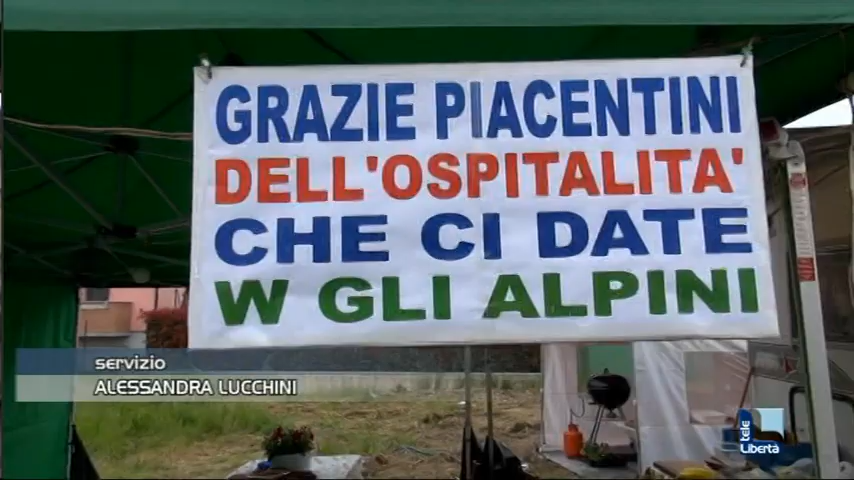 GRAZIE PIACENTINI
DELL'OSPITALITA'
CHE CI DATE
W GLI ALPINI
servizio
ALESSANDRA LUCCHINI
tele
Libertà